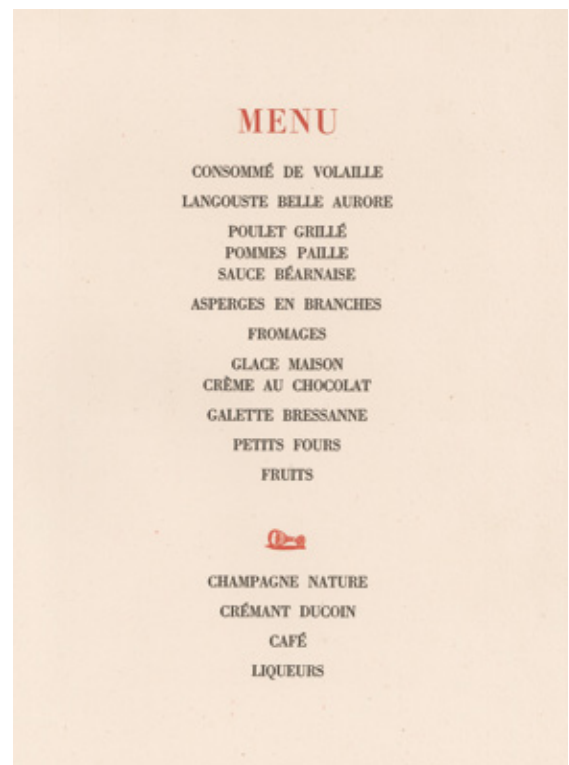 MENU
CONSOMMÉ DE VOLAILLE
LANGOUSTE BELLE AURORE
POULET GRILLÉ
POMMES PAILLE
SAUCE BÉARNAISE
ASPERGES EN BRANCHES
FROMAGES
GLACE MAISON
CRÈME AU CHOCOLAT
GALETTE BRESSANNE
PETITS FOURS
FRUITS
CHAMPAGNE NATURE
CRÉMANT DUCOIN
CAFÉ
LIQUEURS